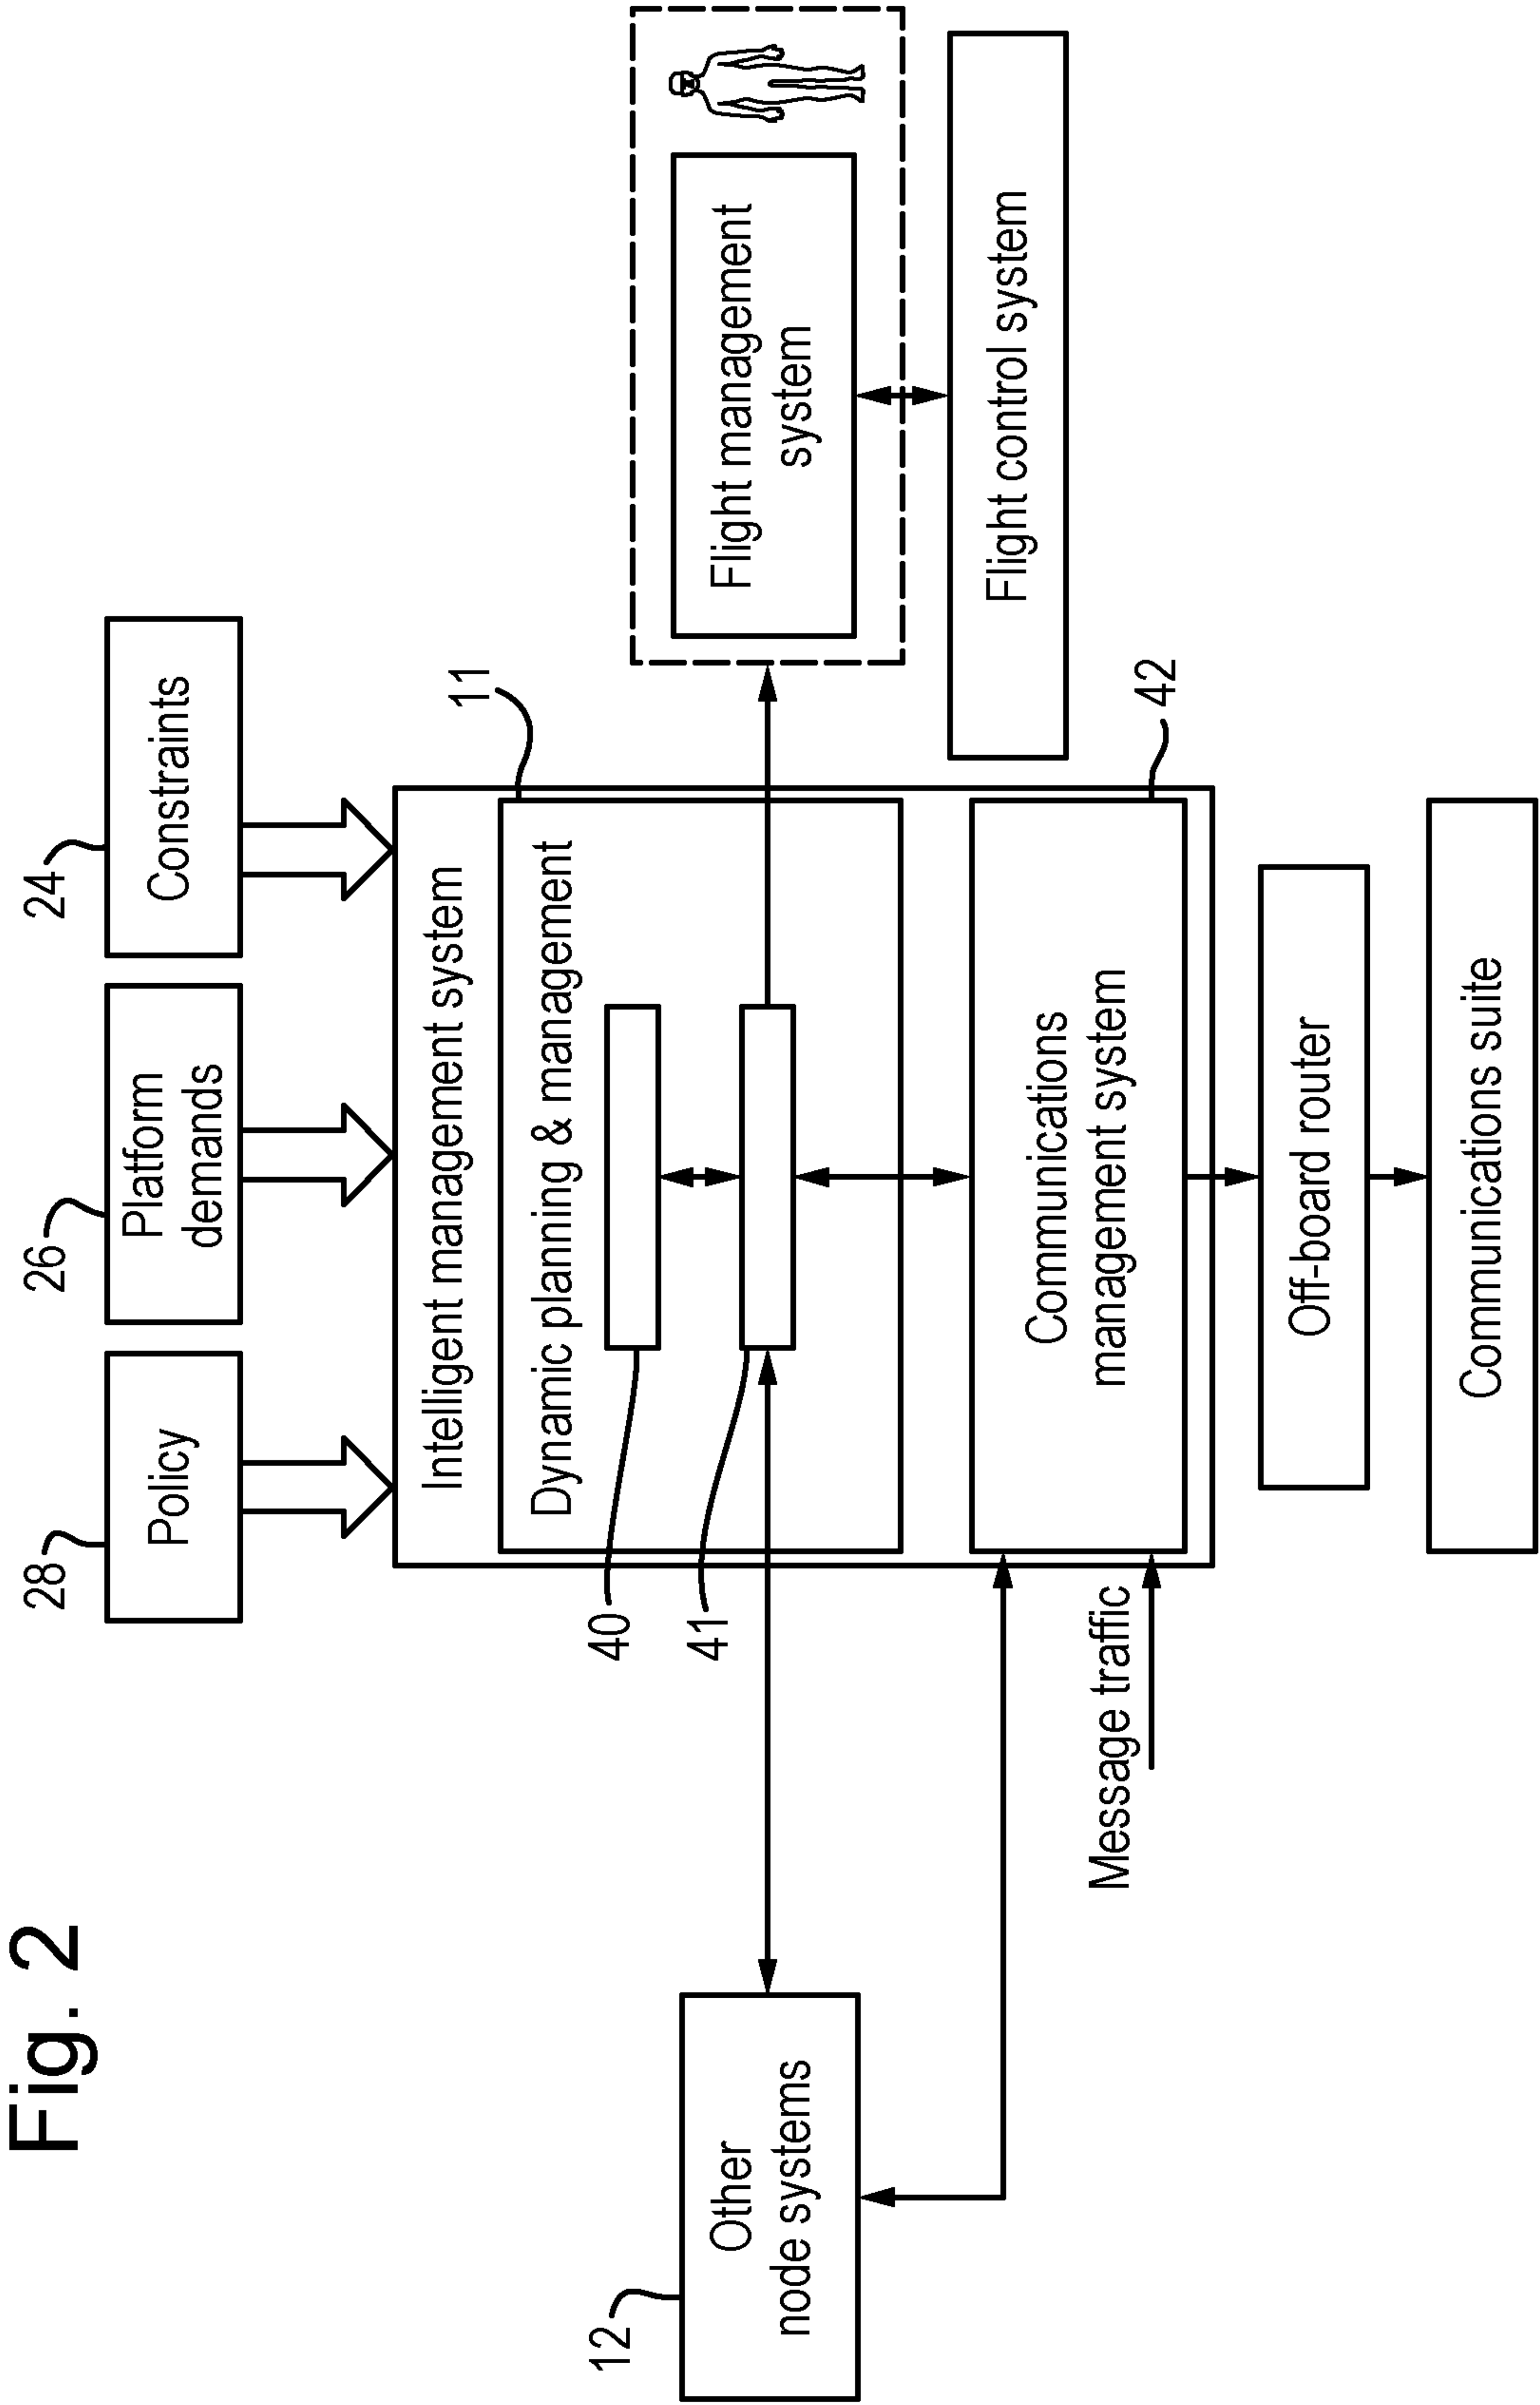 Fig. 2
28
Policy
26
Platform
demands
24
Constraints
Intelligent management system
11
Dynamic planning & management
40
41
12
Other
node systems
Flight management
system
Flight control system
Message traffic
Communications
management system
42
Off-board router
Communications suite